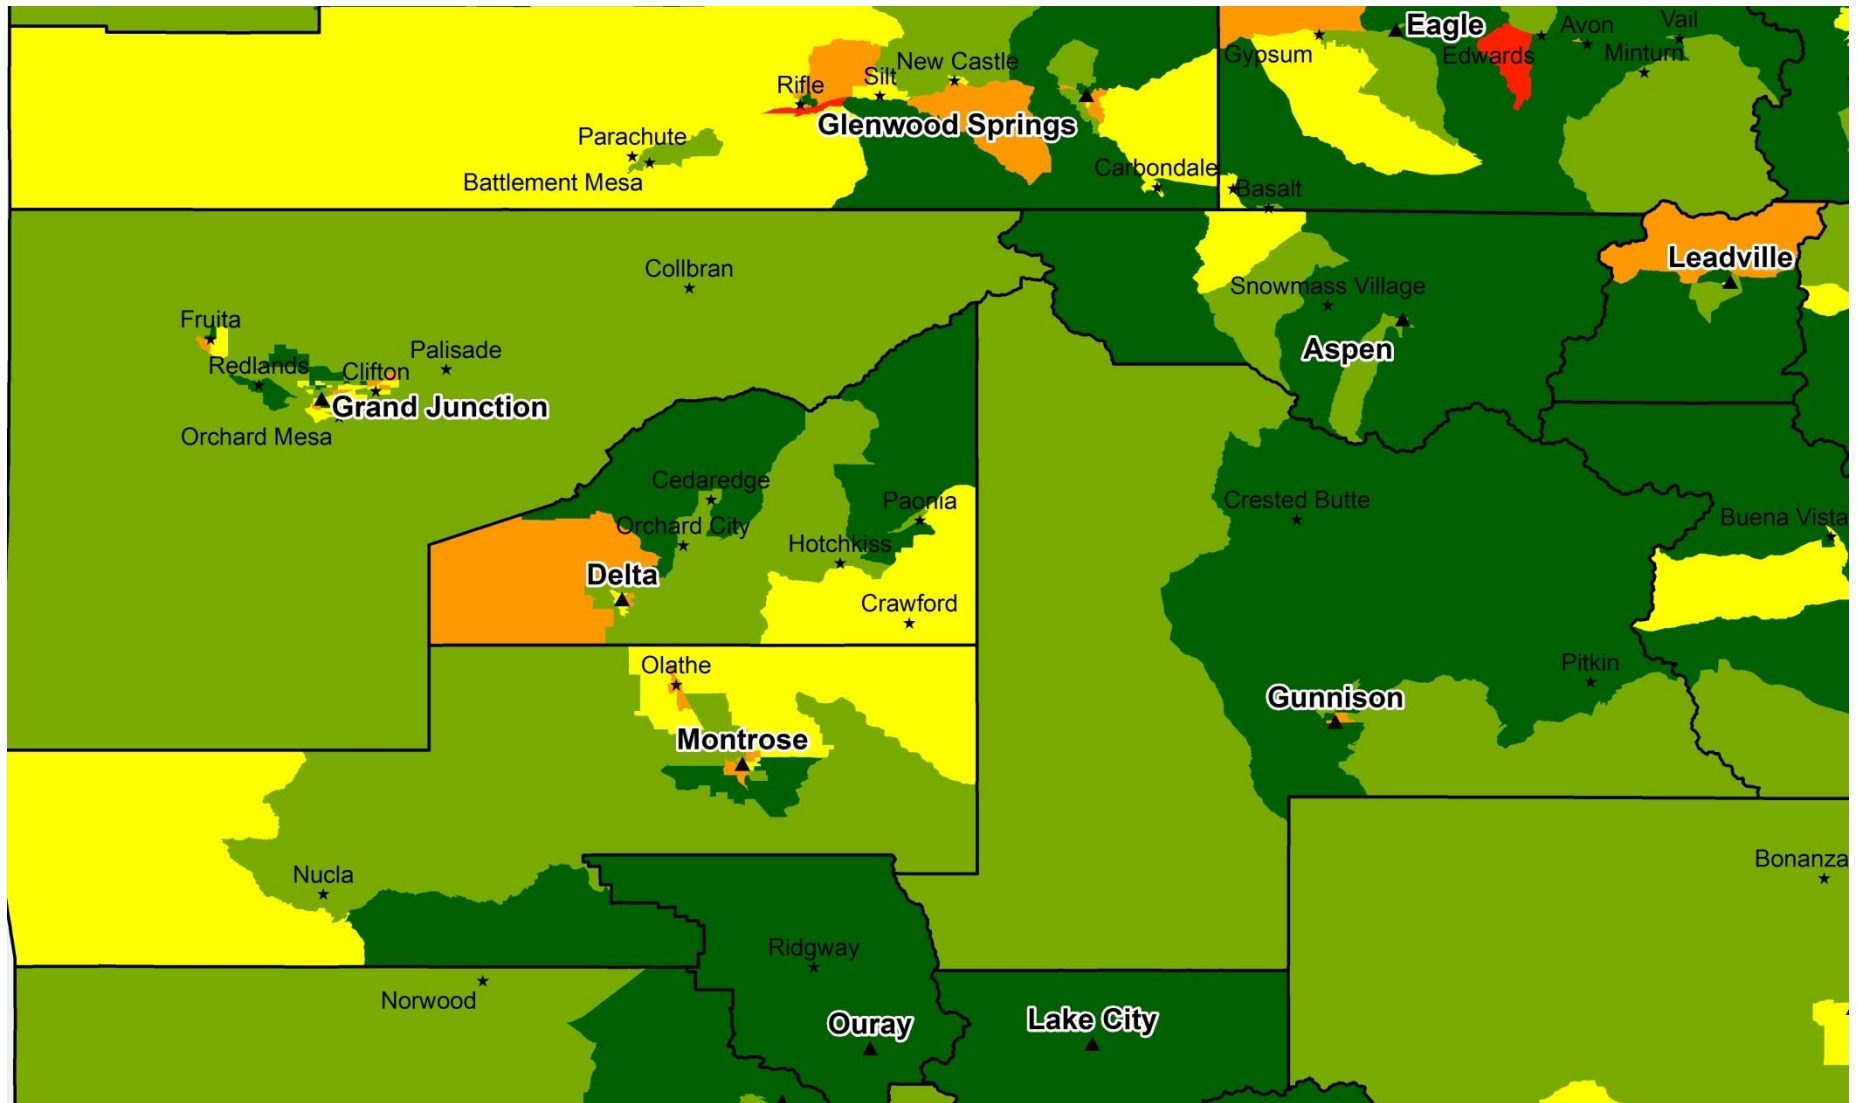 Eagle
Avon
Vail
Gypsum
Edwards
Minturn
New Castle
Silt
Rifle
Glenwood Springs
Parachute
Battlement Mesa
Carbondale
Basalt
Leadville
Collbran
Snowmass Village
Fruita
Palisade
Aspen
Redlands
Clifton
Grand Junction
Orchard Mesa
Cedaredge
Paonia
Crested Butte
Buena Vista
Orchard City
Hotchkiss
Delta
Crawford
Olathe
Pitkin
Gunnison
Montrose
Nucla
Bonanza
Ridgway
Norwood
Ouray
Lake City